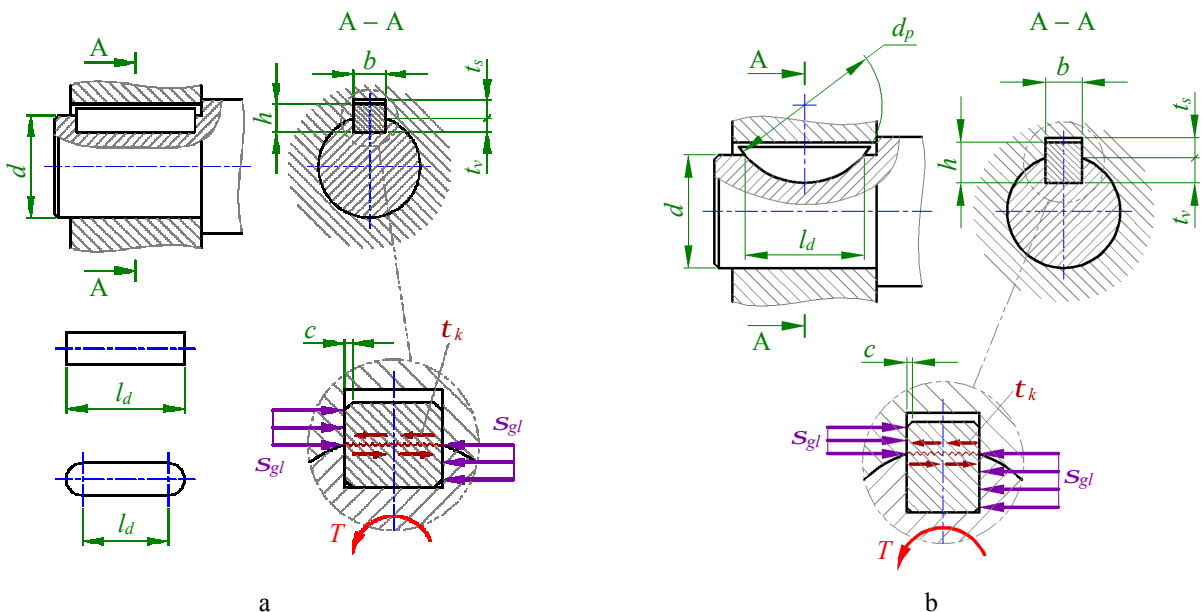 A – A
A
b
t_s
h
d
t_v
A
c
t_k
l_d
s_gl
s_gl
l_d
T
a
A – A
d_p
A
b
t_s
h
d
l_d
t_v
A
c
t_k
s_gl
s_gl
T
b